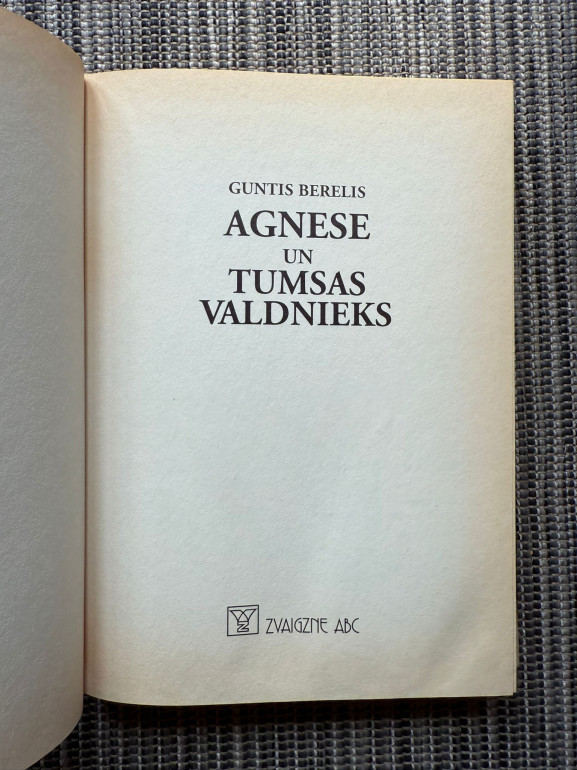 GUNTIS BERELIS
AGNESE
UN
TUMSAS
VALDNIEKS
ZVAIGZNE ABC